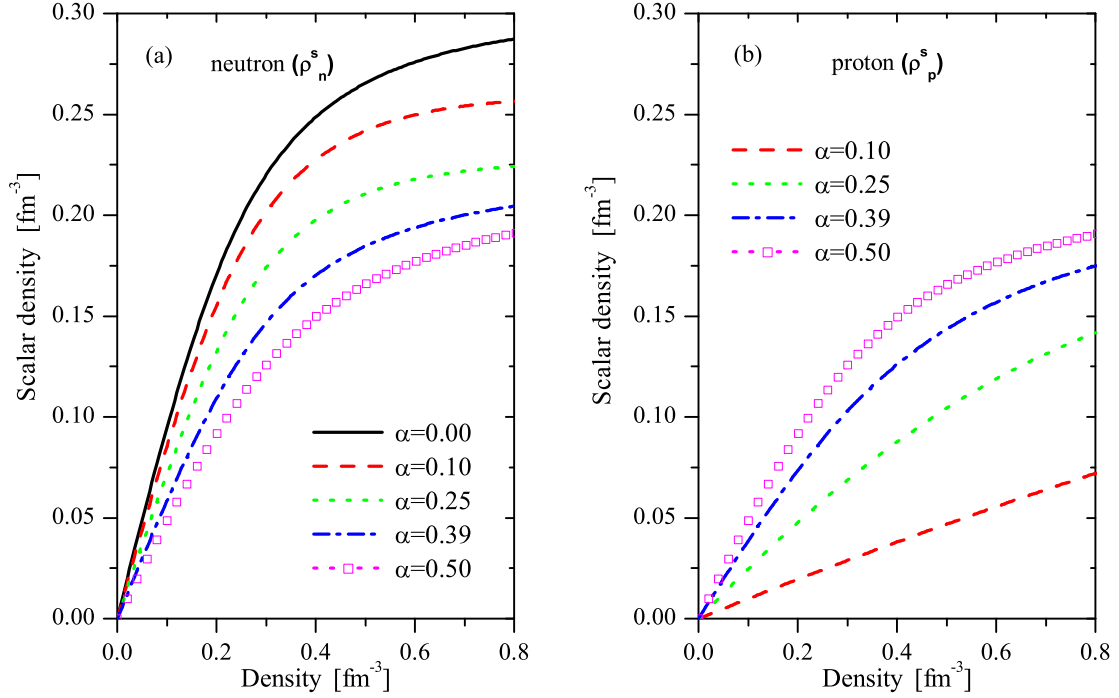 0.30
0.25
0.20
0.15
0.10
0.05
0.00
Scalar density [fm⁻³]
(a)
neutron (ρˢₙ)
α=0.00
α=0.10
α=0.25
α=0.39
α=0.50
0.0 0.2 0.4 0.6 0.8
Density [fm⁻³]
0.30
0.25
0.20
0.15
0.10
0.05
0.00
Scalar density [fm⁻³]
(b)
proton (ρˢₚ)
α=0.10
α=0.25
α=0.39
α=0.50
0.0 0.2 0.4 0.6 0.8
Density [fm⁻³]